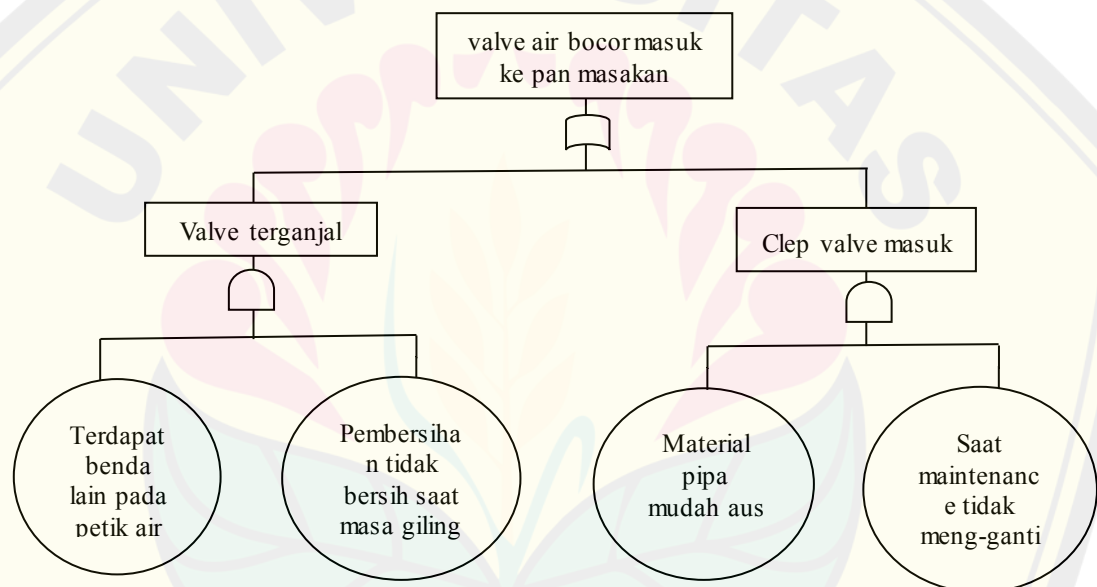 UNIVERSITAS
valve air bocor masuk
ke pan masakan
Valve terganjal
Clep valve masuk
Terdapat
benda
lain pada
petik air
Pembersiha
n tidak
bersih saat
masa giling
Material
pipa
mudah aus
Saat
maintenanc
e tidak
meng-ganti